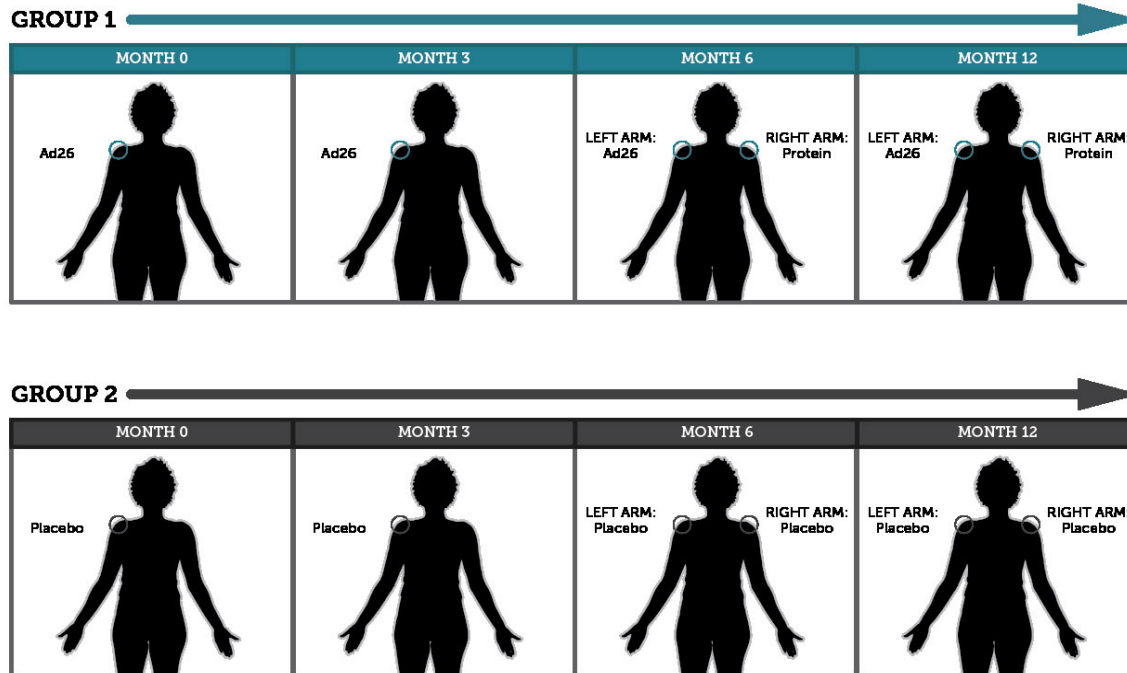 GROUP 1
MONTH 0
MONTH 3
MONTH 6
MONTH 12
Ad26
Ad26
LEFT ARM:
Ad26
RIGHT ARM:
Protein
LEFT ARM:
Ad26
RIGHT ARM:
Protein
GROUP 2
MONTH 0
MONTH 3
MONTH 6
MONTH 12
Placebo
Placebo
LEFT ARM:
Placebo
RIGHT ARM:
Placebo
LEFT ARM:
Placebo
RIGHT ARM:
Placebo